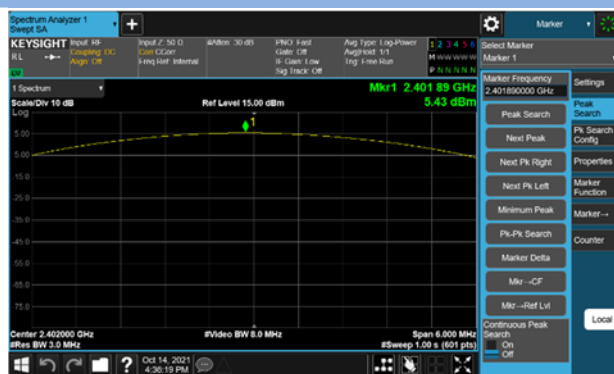 Spectrum Analyzer 1
Swept SA
Marker
KEYSIGHT
Input: RF
Coupling: DC
Align: Off
Input Z: 50 Ω
Corr CCorr
Freq Ref: Internal
#Atten: 30 dB
PNO: Fast
Gate: Off
IF Gain: Low
Sig Track: Off
Avg Type: Log-Power
Avg|Hold: 1/1
Trig: Free Run
1 2 3 4 5 6
M W W W W W
P N N N N N
RL
LV
Select Marker
Marker 1
1 Spectrum
Scale/Div 10 dB
Log
Ref Level 15.00 dBm
Mkr1 2.401 89 GHz
5.43 dBm
1
5.00
-5.00
-15.0
-25.0
-35.0
-45.0
-55.0
-65.0
-75.0
Center 2.402000 GHz
#Res BW 3.0 MHz
#Video BW 8.0 MHz
Span 6.000 MHz
#Sweep 1.00 s (601 pts)
Marker Frequency
2.401890000 GHz
Peak Search
Next Peak
Next Pk Right
Next Pk Left
Minimum Peak
Pk-Pk Search
Marker Delta
Mkr→CF
Mkr→Ref Lvl
Continuous Peak
Search
On
Off
Settings
Peak
Search
Pk Search
Config
Properties
Marker
Function
Marker→
Counter
Local
?
Oct 14, 2021
4:36:19 PM